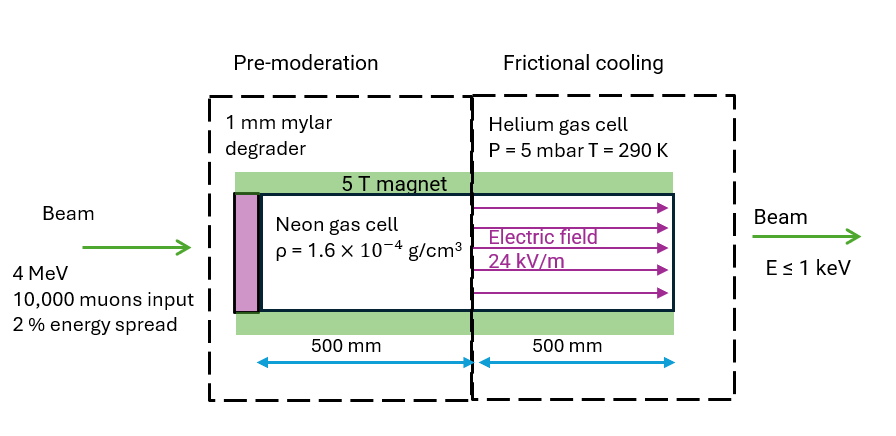 Pre-moderation
Frictional cooling
1 mm mylar
degrader
Helium gas cell
P = 5 mbar T = 290 K
5 T magnet
Beam
4 MeV
10,000 muons input
2 % energy spread
Neon gas cell
ρ = 1.6 × 10⁻⁴ g/cm³
Electric field
24 kV/m
Beam
E ≤ 1 keV
500 mm
500 mm